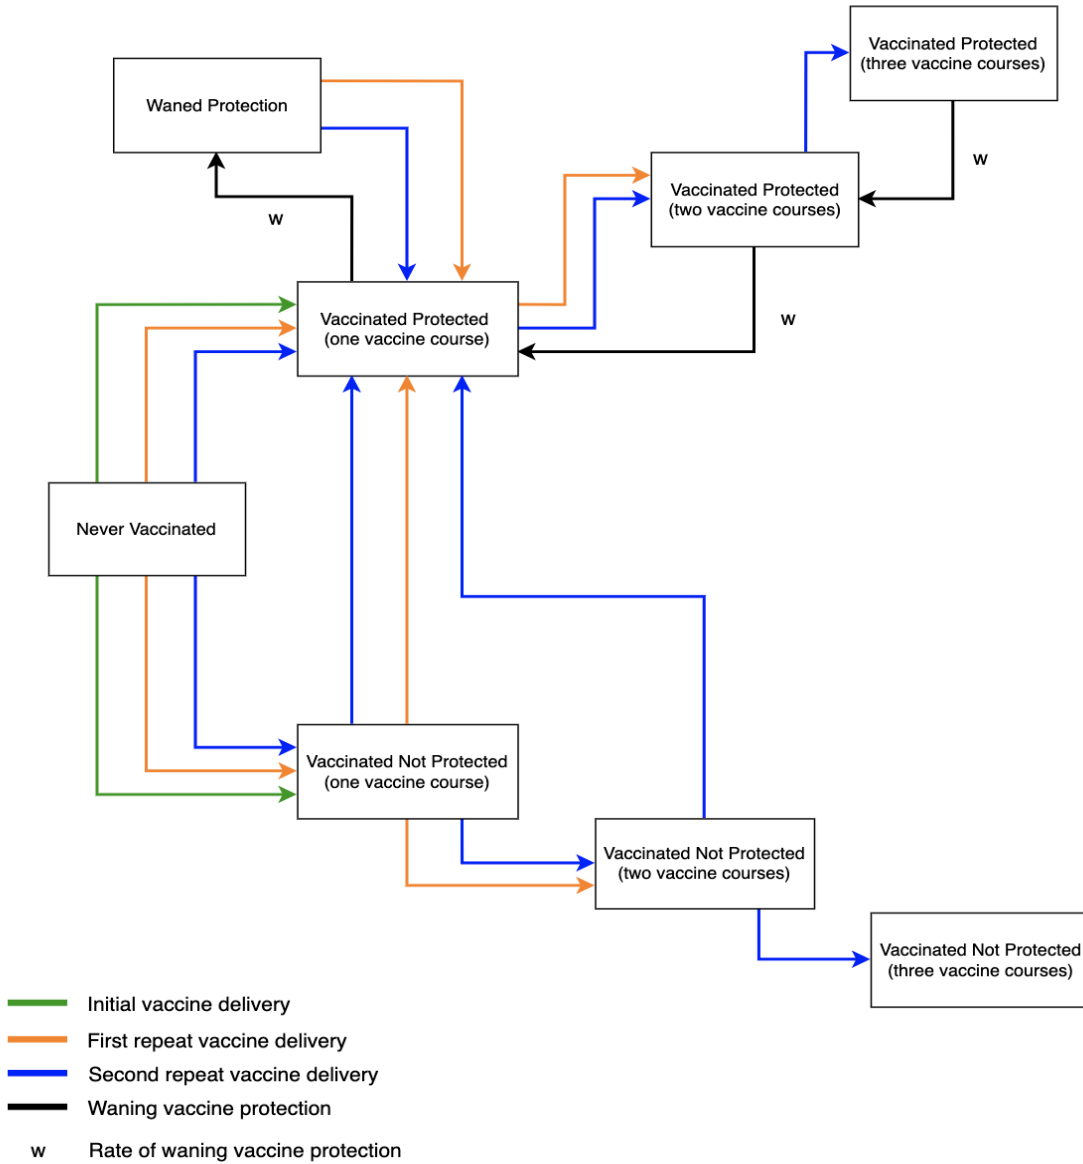 Vaccinated Protected
(three vaccine courses)
Waned Protection
w
Vaccinated Protected
(two vaccine courses)
w
Vaccinated Protected
(one vaccine course)
w
Never Vaccinated
Vaccinated Not Protected
(one vaccine course)
Vaccinated Not Protected
(two vaccine courses)
Vaccinated Not Protected
(three vaccine courses)
Initial vaccine delivery
First repeat vaccine delivery
Second repeat vaccine delivery
Waning vaccine protection
w Rate of waning vaccine protection